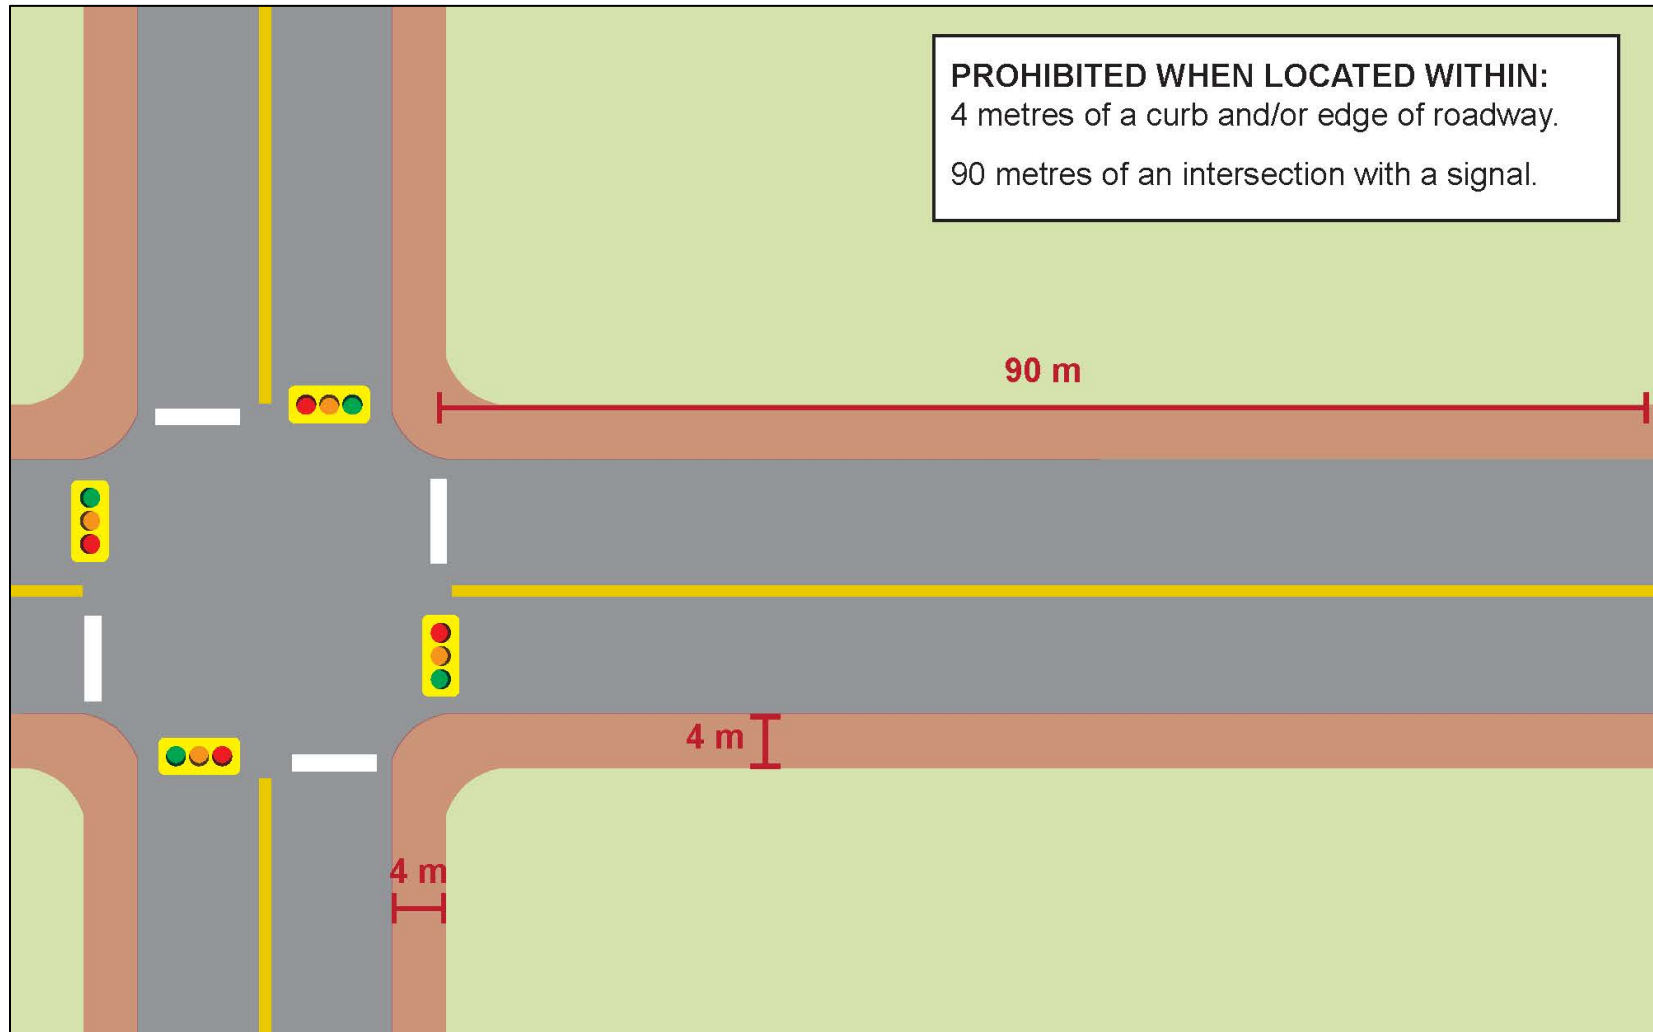 PROHIBITED WHEN LOCATED WITHIN:
4 metres of a curb and/or edge of roadway.
90 metres of an intersection with a signal.
90 m
4 m
4 m